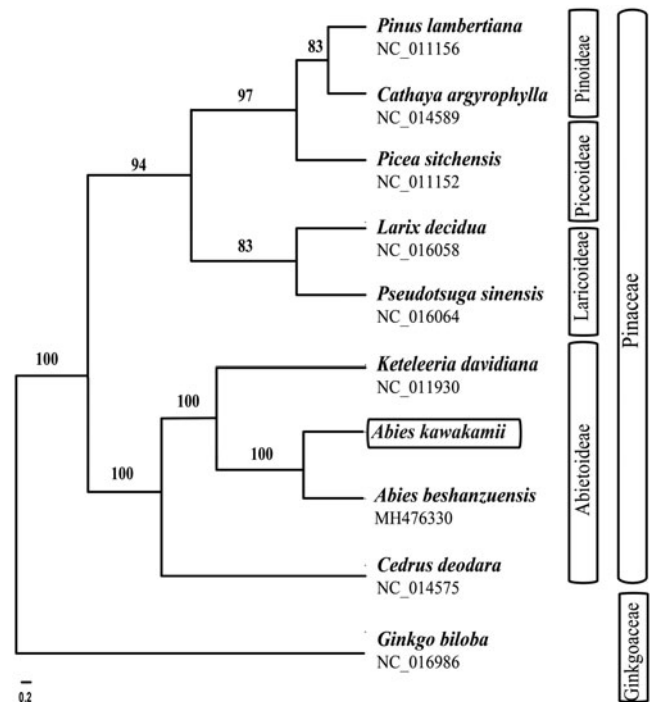 83
Pinus lambertiana
NC_011156
97
Cathaya argyrophylla
NC_014589
Pinoideae
94
Picea sitchensis
NC_011152
Piceoideae
83
Larix decidua
NC_016058
Pseudotsuga sinensis
NC_016064
Laricoideae
Pinaceae
100
100
Keteleeria davidiana
NC_011930
100
Abies kawakamii
100
Abies beshanzuensis
MH476330
Abietoideae
Cedrus deodara
NC_014575
Ginkgo biloba
NC_016986
Ginkgoaceae
0.2